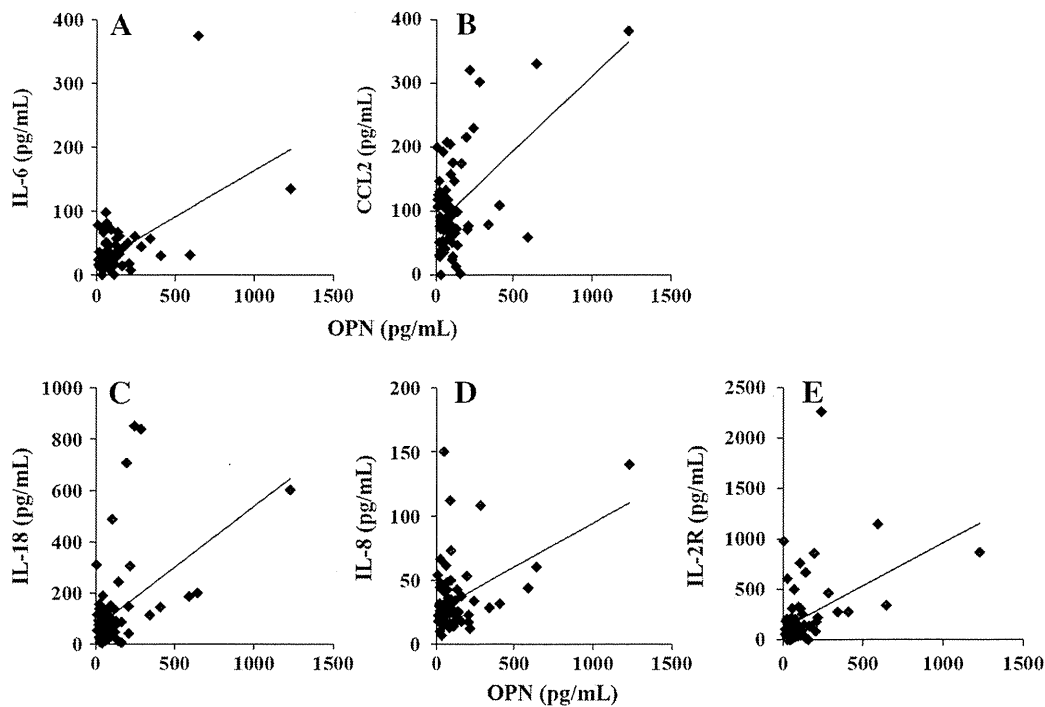 A
B
400
300
200
100
0
IL-6 (pg/mL)
0 500 1000 1500
400
300
200
100
0
CCL2 (pg/mL)
0 500 1000 1500
OPN (pg/mL)
C
D
E
1000
800
600
400
200
0
IL-18 (pg/mL)
0 500 1000 1500
200
150
100
50
0
IL-8 (pg/mL)
0 500 1000 1500
2500
2000
1500
1000
500
0
IL-2R (pg/mL)
0 500 1000 1500
OPN (pg/mL)